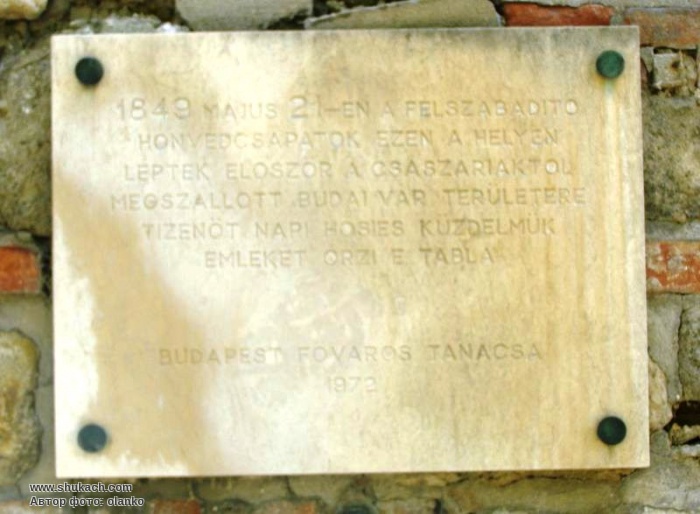 1849 MÁJUS 21-ÉN A FELSZABADÍTÓ
HONVÉDCSAPATOK EZEN A HELYEN
LÉPTEK ELŐSZÖR A CSÁSZÁRIAKTÓL
MEGSZÁLLOTT BUDAI VÁR TERÜLETÉRE
TIZENÖT NAPI HŐSIES KÜZDELMÜK
EMLÉKÉT ŐRZI E TÁBLA
BUDAPEST FŐVÁROS TANÁCSA
1972
www.shukach.com
Автор фото: olanko